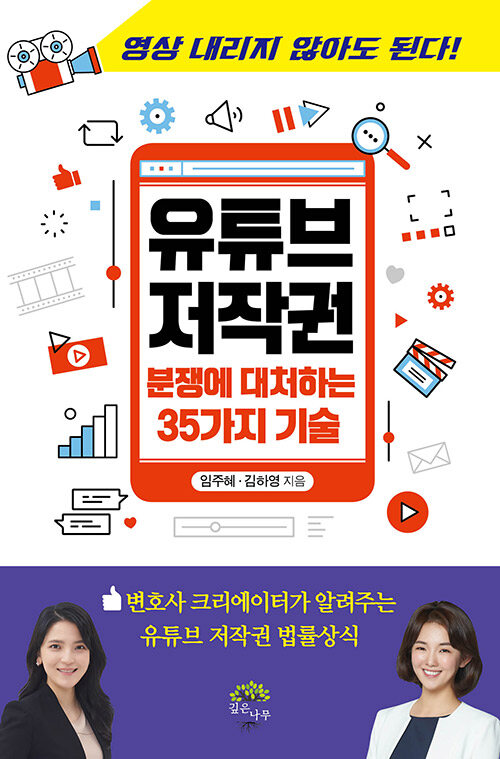 영상 내리지 않아도 된다!
유튜브
저작권
분쟁에 대처하는
35가지 기술
임주혜·김하영 지음
변호사 크리에이터가 알려주는
유튜브 저작권 법률상식
깊은
나무